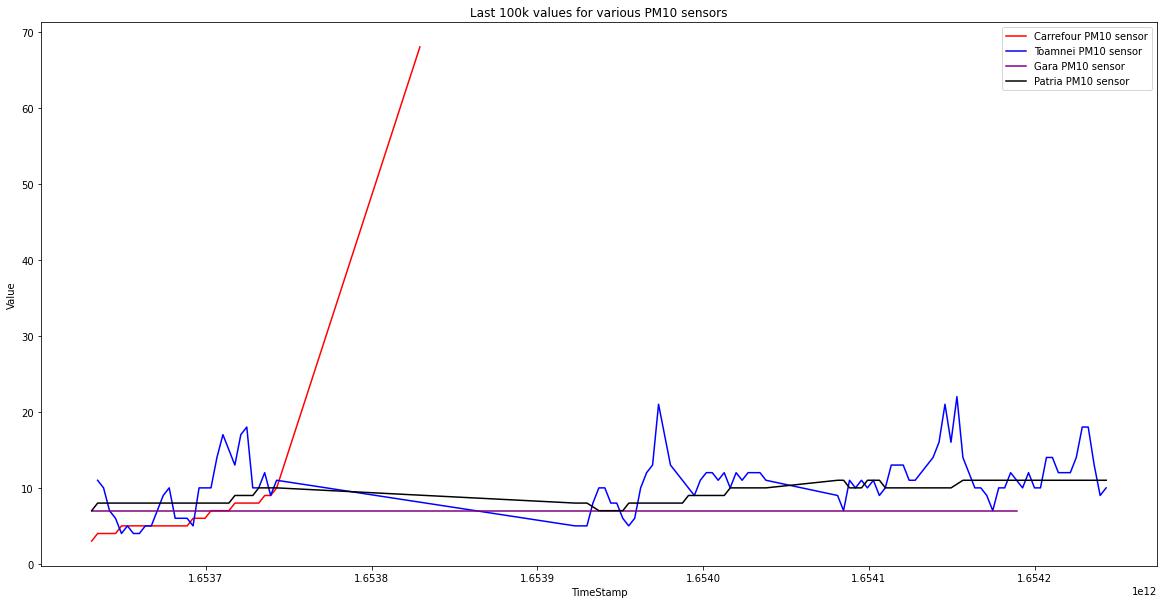 Last 100k values for various PM10 sensors
Carrefour PM10 sensor
Toamnei PM10 sensor
Gara PM10 sensor
Patria PM10 sensor
70
60
50
40
30
20
10
0
Value
1.6537
1.6538
1.6539
1.6540
1.6541
1.6542
1e12
TimeStamp